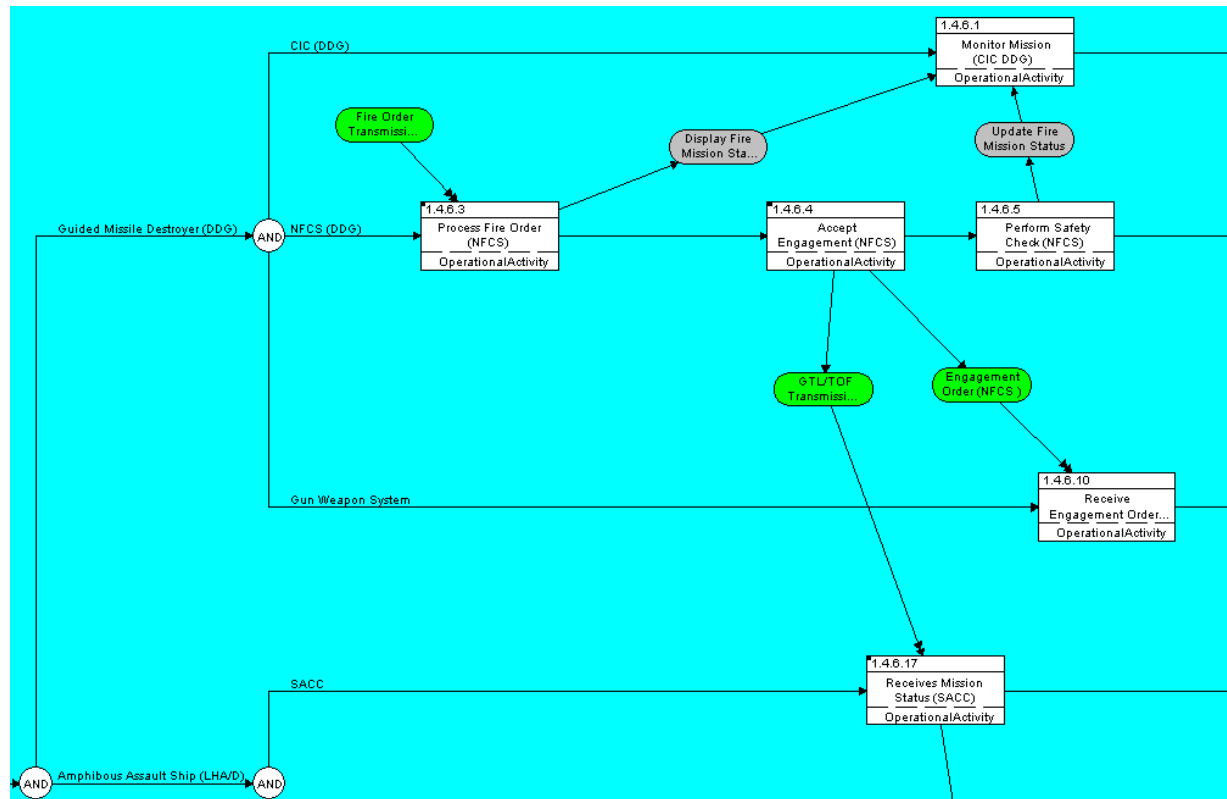 1.4.6.1
CIC (DDG)
Monitor Mission
(CIC DDG)
OperationalActivity
Fire Order
Transmissi...
Display Fire
Mission Sta...
Update Fire
Mission Status
1.4.6.3
1.4.6.4
1.4.6.5
Guided Missile Destroyer (DDG)
AND
NFCS (DDG)
Process Fire Order
(NFCS)
OperationalActivity
Accept
Engagement (NFCS)
OperationalActivity
Perform Safety
Check (NFCS)
OperationalActivity
GTL/TOF
Transmissi...
Engagement
Order (NFCS )
1.4.6.10
Gun Weapon System
Receive
Engagement Order...
OperationalActivity
1.4.6.17
SACC
Receives Mission
Status (SACC)
OperationalActivity
AND
Amphibous Assault Ship (LHA/D)
AND